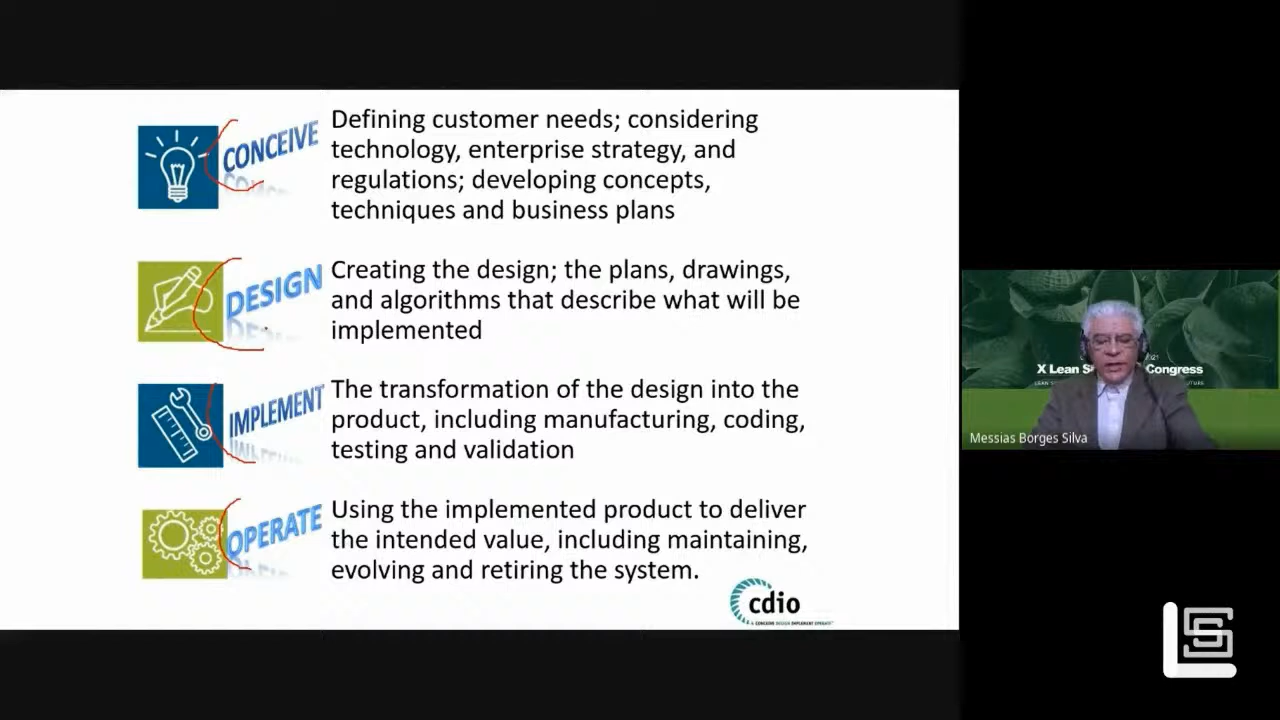 CONCEIVE
Defining customer needs; considering
technology, enterprise strategy, and
regulations; developing concepts,
techniques and business plans
DESIGN
Creating the design; the plans, drawings,
and algorithms that describe what will be
implemented
IMPLEMENT
The transformation of the design into the
product, including manufacturing, coding,
testing and validation
OPERATE
Using the implemented product to deliver
the intended value, including maintaining,
evolving and retiring the system.
cdio
X Lean S Congress
Messias Borges Silva
LS